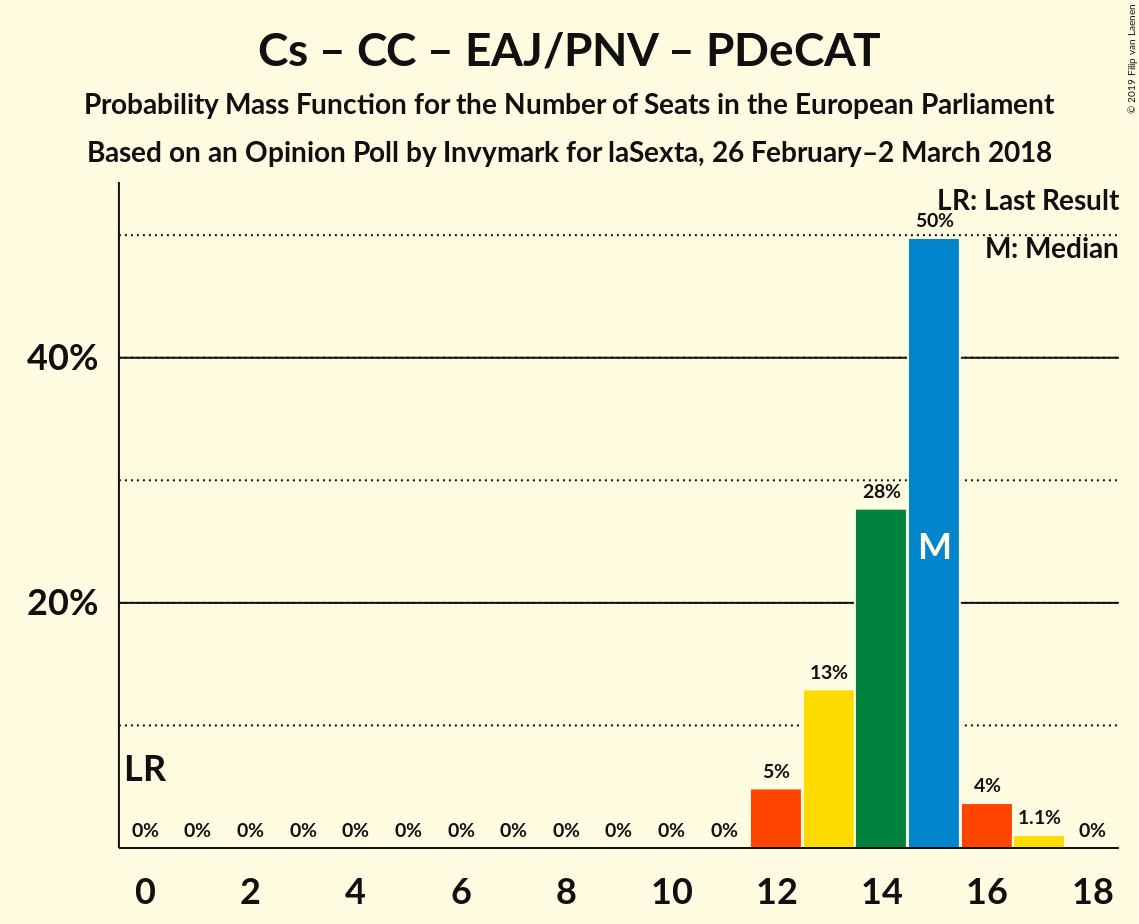 Cs – CC – EAJ/PNV – PDeCAT
Probability Mass Function for the Number of Seats in the European Parliament
Based on an Opinion Poll by Invymark for laSexta, 26 February–2 March 2018
© 2019 Filip van Laenen
LR: Last Result
50%
M: Median
40%
28%
M
20%
13%
LR
5%
4%
1.1%
0% 0% 0% 0% 0% 0% 0% 0% 0% 0% 0% 0% 0%
0 2 4 6 8 10 12 14 16 18